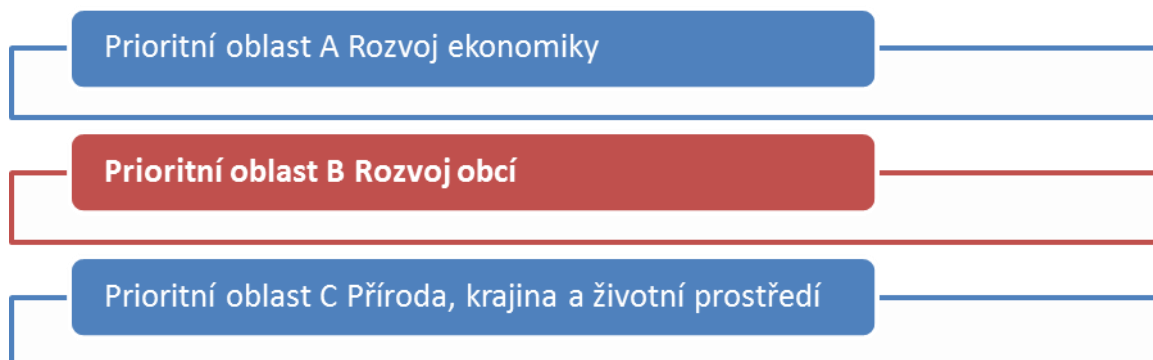 Prioritní oblast A Rozvoj ekonomiky
Prioritní oblast B Rozvoj obcí
Prioritní oblast C Příroda, krajina a životní prostředí